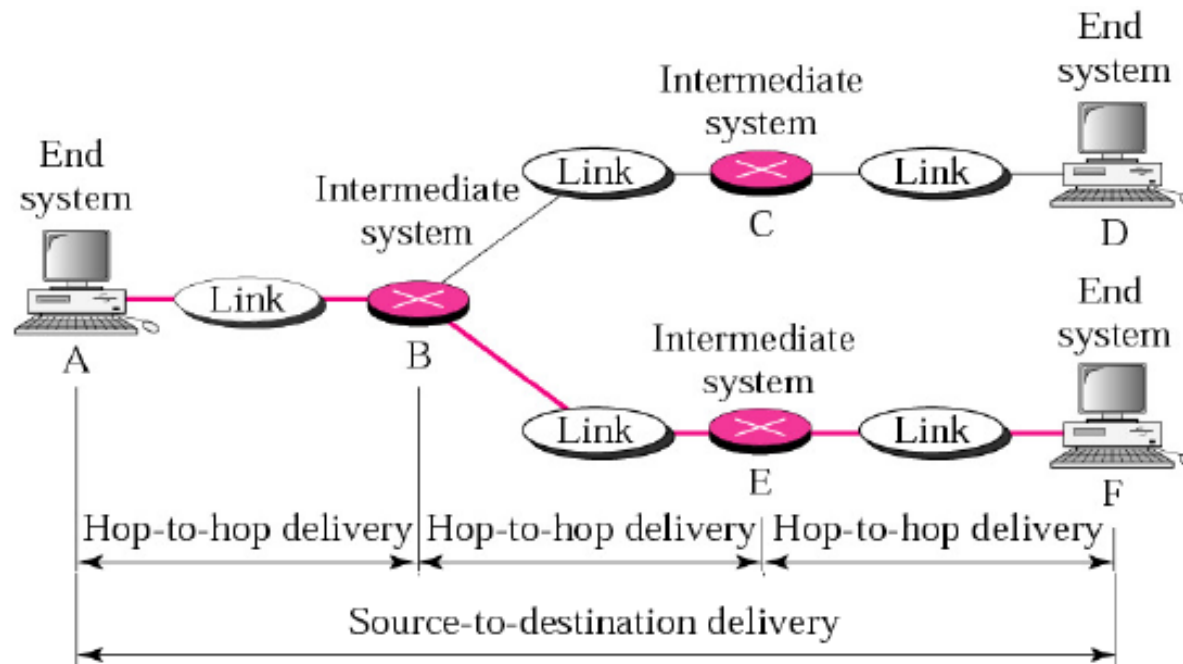 End
system
Intermediate
system
End
system
Link
Link
C
D
Intermediate
system
Link
A
B
Intermediate
system
End
system
Link
Link
E
F
Hop-to-hop delivery
Hop-to-hop delivery
Hop-to-hop delivery
Source-to-destination delivery